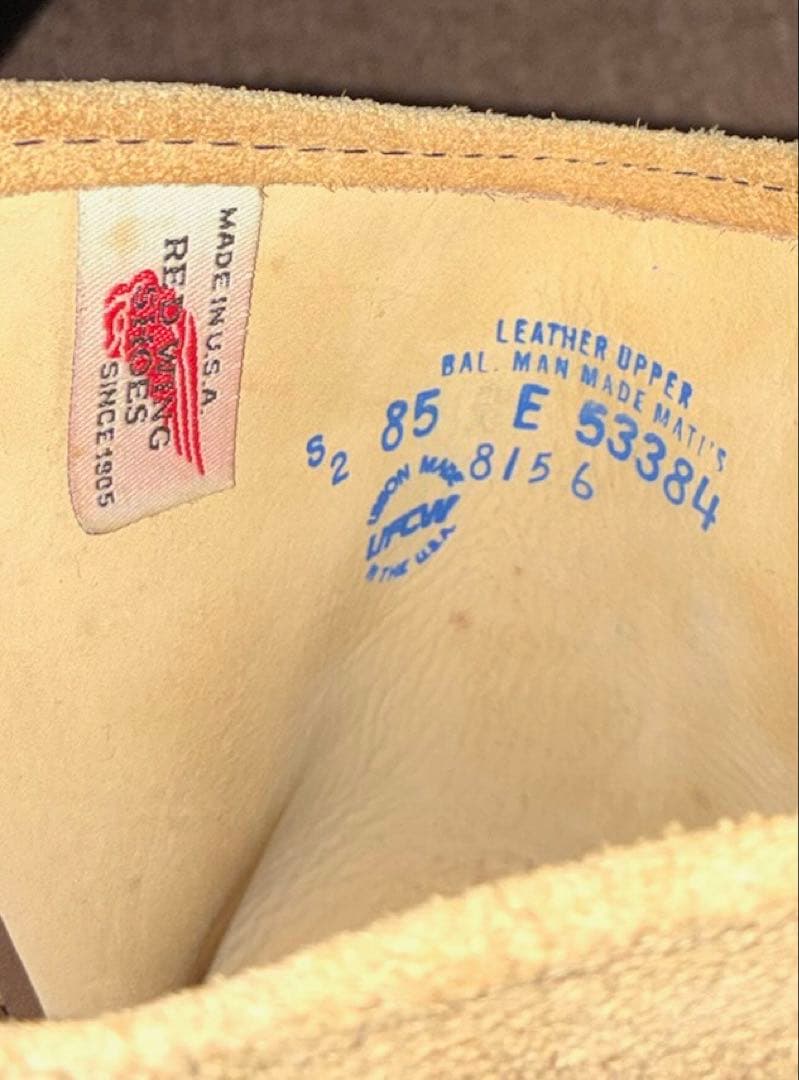 MADE IN U.S.A.
RED WING
SHOES
SINCE 1905
LEATHER UPPER
BAL. MAN MADE MATL'S
85 E 53384
S2 8156
UNION MADE
UFCW
IN THE U.S.A.